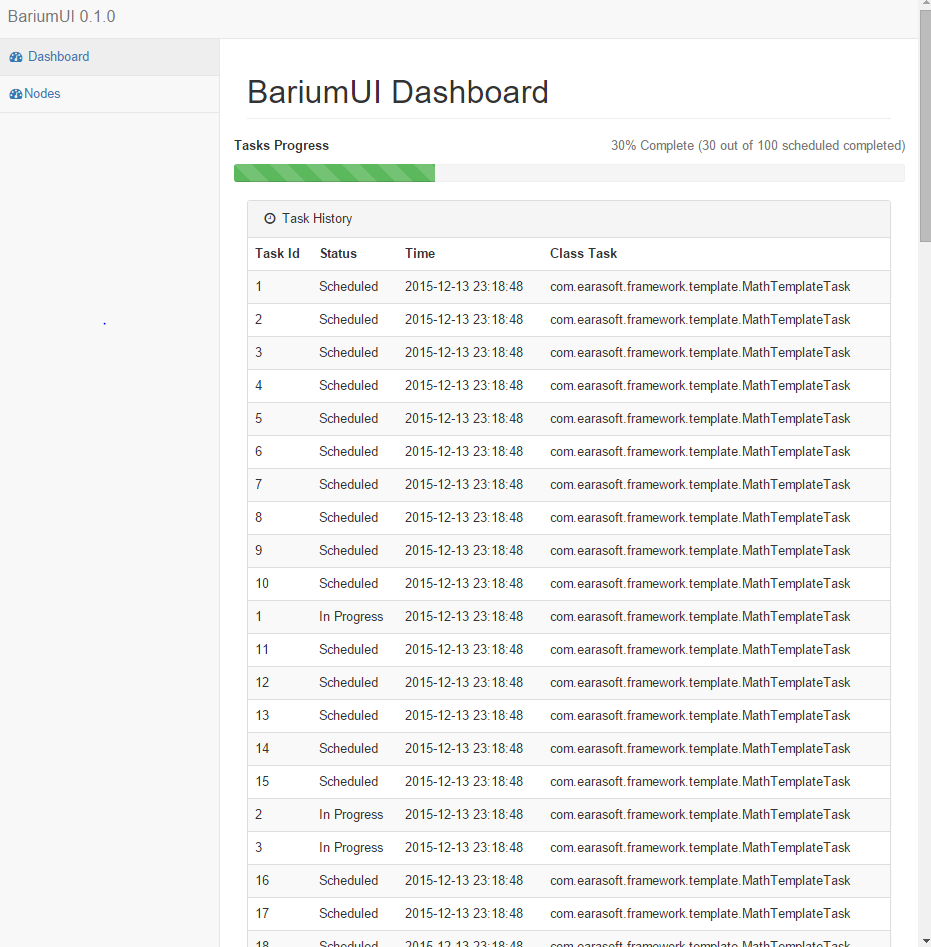 BariumUI 0.1.0
Dashboard
Nodes
BariumUI Dashboard
Tasks Progress 30% Complete (30 out of 100 scheduled completed)
Task History
Task Id Status Time Class Task
1 Scheduled 2015-12-13 23:18:48 com.earasoft.framework.template.MathTemplateTask
2 Scheduled 2015-12-13 23:18:48 com.earasoft.framework.template.MathTemplateTask
3 Scheduled 2015-12-13 23:18:48 com.earasoft.framework.template.MathTemplateTask
4 Scheduled 2015-12-13 23:18:48 com.earasoft.framework.template.MathTemplateTask
5 Scheduled 2015-12-13 23:18:48 com.earasoft.framework.template.MathTemplateTask
6 Scheduled 2015-12-13 23:18:48 com.earasoft.framework.template.MathTemplateTask
7 Scheduled 2015-12-13 23:18:48 com.earasoft.framework.template.MathTemplateTask
8 Scheduled 2015-12-13 23:18:48 com.earasoft.framework.template.MathTemplateTask
9 Scheduled 2015-12-13 23:18:48 com.earasoft.framework.template.MathTemplateTask
10 Scheduled 2015-12-13 23:18:48 com.earasoft.framework.template.MathTemplateTask
1 In Progress 2015-12-13 23:18:48 com.earasoft.framework.template.MathTemplateTask
11 Scheduled 2015-12-13 23:18:48 com.earasoft.framework.template.MathTemplateTask
12 Scheduled 2015-12-13 23:18:48 com.earasoft.framework.template.MathTemplateTask
13 Scheduled 2015-12-13 23:18:48 com.earasoft.framework.template.MathTemplateTask
14 Scheduled 2015-12-13 23:18:48 com.earasoft.framework.template.MathTemplateTask
15 Scheduled 2015-12-13 23:18:48 com.earasoft.framework.template.MathTemplateTask
2 In Progress 2015-12-13 23:18:48 com.earasoft.framework.template.MathTemplateTask
3 In Progress 2015-12-13 23:18:48 com.earasoft.framework.template.MathTemplateTask
16 Scheduled 2015-12-13 23:18:48 com.earasoft.framework.template.MathTemplateTask
17 Scheduled 2015-12-13 23:18:48 com.earasoft.framework.template.MathTemplateTask
18 Scheduled 2015-12-13 23:18:48 com.earasoft.framework.template.MathTemplateTask